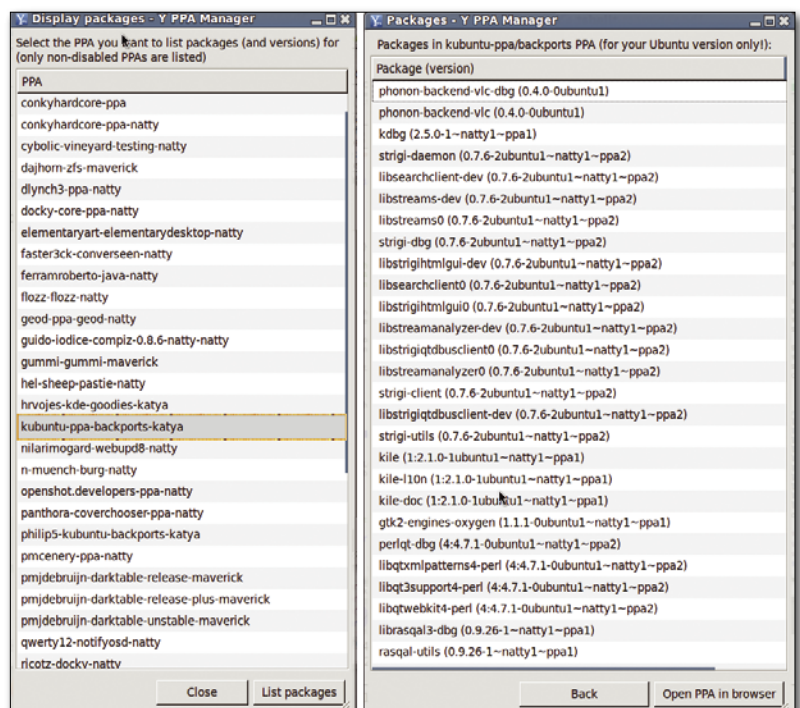 Display packages - Y PPA Manager
Select the PPA you want to list packages (and versions) for
(only non-disabled PPAs are listed)
PPA
conkyhardcore-ppa
conkyhardcore-ppa-natty
cybolic-vineyard-testing-natty
dajhorn-zfs-maverick
dlynch3-ppa-natty
docky-core-ppa-natty
elementaryart-elementarydesktop-natty
faster3ck-converseen-natty
ferramroberto-java-natty
flozz-flozz-natty
geod-ppa-geod-natty
guido-iodice-compiz-0.8.6-natty-natty
gummi-gummi-maverick
hel-sheep-pastie-natty
hrvojes-kde-goodies-katya
kubuntu-ppa-backports-katya
nilarimogard-webupd8-natty
n-muench-burg-natty
openshot.developers-ppa-natty
panthora-coverchooser-ppa-natty
philip5-kubuntu-backports-katya
pmcenery-ppa-natty
pmjdebruijn-darktable-release-maverick
pmjdebruijn-darktable-release-plus-maverick
pmjdebruijn-darktable-unstable-maverick
qwerty12-notifyosd-natty
ricotz-docky-natty
Close
List packages
Packages - Y PPA Manager
Packages in kubuntu-ppa/backports PPA (for your Ubuntu version only!):
Package (version)
phonon-backend-vlc-dbg (0.4.0-0ubuntu1)
phonon-backend-vlc (0.4.0-0ubuntu1)
kdbg (2.5.0-1~natty1~ppa1)
strigi-daemon (0.7.6-2ubuntu1~natty1~ppa2)
libsearchclient-dev (0.7.6-2ubuntu1~natty1~ppa2)
libstreams-dev (0.7.6-2ubuntu1~natty1~ppa2)
libstreams0 (0.7.6-2ubuntu1~natty1~ppa2)
strigi-dbg (0.7.6-2ubuntu1~natty1~ppa2)
libstrigihtmlgui-dev (0.7.6-2ubuntu1~natty1~ppa2)
libsearchclient0 (0.7.6-2ubuntu1~natty1~ppa2)
libstrigihtmlgui0 (0.7.6-2ubuntu1~natty1~ppa2)
libstreamanalyzer-dev (0.7.6-2ubuntu1~natty1~ppa2)
libstrigiqtdbusclient0 (0.7.6-2ubuntu1~natty1~ppa2)
libstreamanalyzer0 (0.7.6-2ubuntu1~natty1~ppa2)
strigi-client (0.7.6-2ubuntu1~natty1~ppa2)
libstrigiqtdbusclient-dev (0.7.6-2ubuntu1~natty1~ppa2)
strigi-utils (0.7.6-2ubuntu1~natty1~ppa2)
kile (1:2.1.0-1ubuntu1~natty1~ppa1)
kile-l10n (1:2.1.0-1ubuntu1~natty1~ppa1)
kile-doc (1:2.1.0-1ubuntu1~natty1~ppa1)
gtk2-engines-oxygen (1.1.1-0ubuntu1~natty1~ppa1)
perlqt-dbg (4:4.7.1-0ubuntu1~natty1~ppa2)
libqtxmlpatterns4-perl (4:4.7.1-0ubuntu1~natty1~ppa2)
libqt3support4-perl (4:4.7.1-0ubuntu1~natty1~ppa2)
libqtwebkit4-perl (4:4.7.1-0ubuntu1~natty1~ppa2)
librasqal3-dbg (0.9.26-1~natty1~ppa1)
rasqal-utils (0.9.26-1~natty1~ppa1)
Back
Open PPA in browser